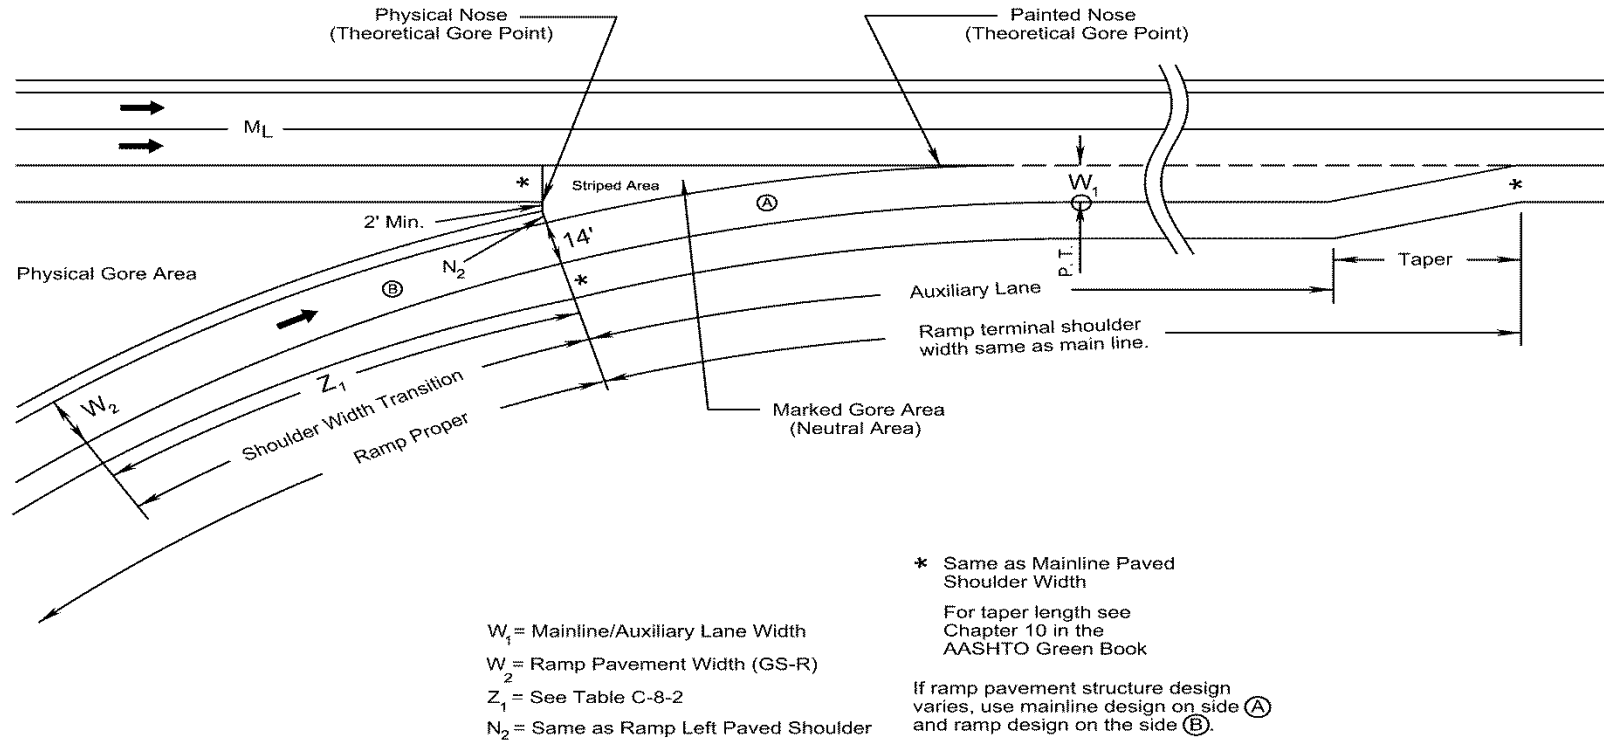 Physical Nose
(Theoretical Gore Point)
Painted Nose
(Theoretical Gore Point)
ML
*
Striped Area
A
W1
*
2' Min.
14'
N2
P.T.
Physical Gore Area
B
*
Taper
Auxiliary Lane
Ramp terminal shoulder
width same as main line.
Z1
W2
Shoulder Width Transition
Ramp Proper
Marked Gore Area
(Neutral Area)
W1= Mainline/Auxiliary Lane Width
W2= Ramp Pavement Width (GS-R)
Z1= See Table C-8-2
N2= Same as Ramp Left Paved Shoulder
* Same as Mainline Paved
Shoulder Width
For taper length see
Chapter 10 in the
AASHTO Green Book
If ramp pavement structure design
varies, use mainline design on side A
and ramp design on the side B.